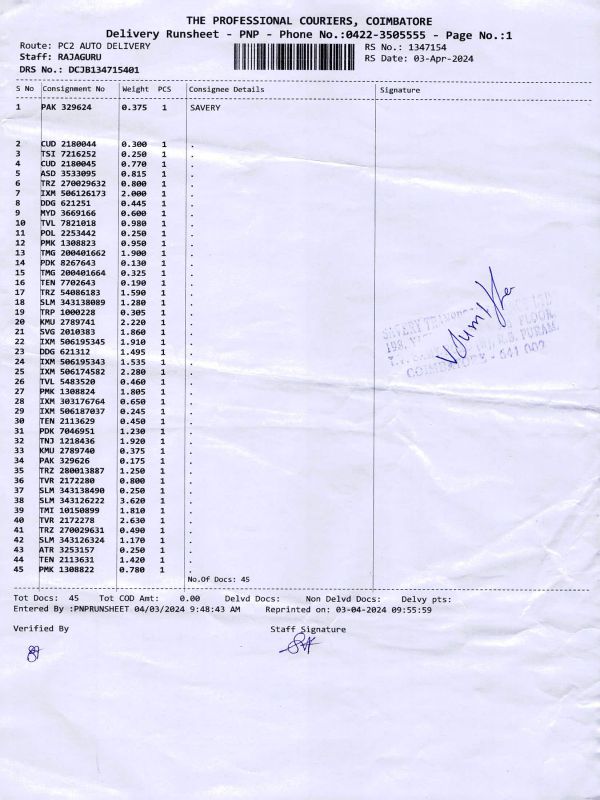 THE PROFESSIONAL COURIERS, COIMBATORE
Delivery Runsheet - PNP - Phone No.:0422-3505555 - Page No.:1
Route: PC2 AUTO DELIVERY
RS No.: 1347154
Staff: RAJAGURU
RS Date: 03-Apr-2024
DRS No.: DCJB134715401
S No Consignment No Weight PCS Consignee Details Signature
1 PAK 329624 0.375 1 SAVERY
2 CUD 2180044 0.300 1 .
3 TSI 7216252 0.250 1 .
4 CUD 2180045 0.770 1 .
5 ASD 3533095 0.815 1 .
6 TRZ 270029632 0.800 1 .
7 IXM 506126173 2.000 1 .
8 DDG 621251 0.445 1 .
9 MYD 3669166 0.600 1 .
10 TVL 7821018 0.980 1 .
11 POL 2253442 0.250 1 .
12 PMK 1308823 0.950 1 .
13 TMG 200401662 1.900 1 .
14 PDK 8267643 0.130 1 .
15 TMG 200401664 0.325 1 .
16 TEN 7702643 0.190 1 .
17 TRZ 54086183 1.590 1 .
18 SLM 343138089 1.280 1 .
19 TRP 1000228 0.305 1 .
20 KMU 2789741 2.220 1 .
21 SVG 2010383 1.860 1 .
22 IXM 506195345 1.910 1 .
23 DDG 621312 1.495 1 .
24 IXM 506195343 1.535 1 .
25 IXM 506174582 2.280 1 .
26 TVL 5483520 0.460 1 .
27 PMK 1308824 1.805 1 .
28 IXM 303176764 0.650 1 .
29 IXM 506187037 0.245 1 .
30 TEN 2113629 0.450 1 .
31 PDK 7046951 1.230 1 .
32 TNJ 1218436 1.920 1 .
33 KMU 2789740 0.375 1 .
34 PAK 329626 0.175 1 .
35 TRZ 280013887 1.250 1 .
36 TVR 2172280 0.800 1 .
37 SLM 343138490 0.250 1 .
38 SLM 343126222 3.620 1 .
39 TMI 10150899 1.810 1 .
40 TVR 2172278 2.630 1 .
41 TRZ 270029631 0.490 1 .
42 SLM 343126324 1.170 1 .
43 ATR 3253157 0.250 1 .
44 TEN 2113631 1.420 1 .
45 PMK 1308822 0.780 1 .
No.Of Docs: 45
SAVERY
198,
FLOOR
R.S. PURAM
COIMBATORE - 641 002
Tot Docs: 45 Tot COD Amt: 0.00 Delvd Docs: Non Delvd Docs: Delvy pts:
Entered By :PNPRUNSHEET 04/03/2024 9:48:43 AM Reprinted on: 03-04-2024 09:55:59
Verified By Staff Signature